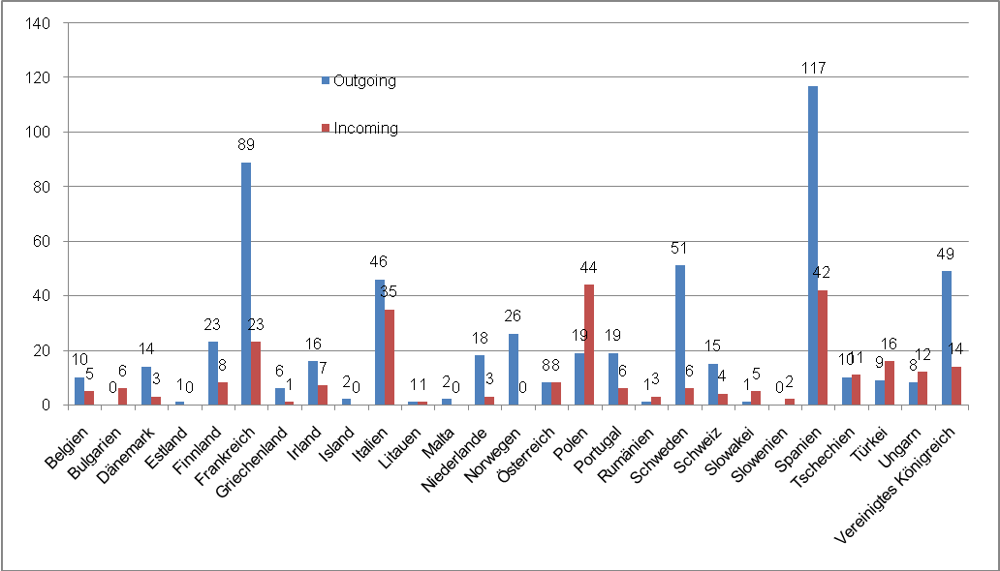 140
120
100
80
60
40
20
0
Outgoing
Incoming
10 5
0 6
14 3
1 0
23 8
89 23
6 1
16 7
2 0
46 35
1 1
2 0
18 3
26 0
8 8
19 44
19 6
1 3
51 6
15 4
1 5
0 2
117 42
10 11
9 16
8 12
49 14
Belgien
Bulgarien
Dänemark
Estland
Finnland
Frankreich
Griechenland
Irland
Island
Italien
Litauen
Malta
Niederlande
Norwegen
Österreich
Polen
Portugal
Rumänien
Schweden
Schweiz
Slowakei
Slowenien
Spanien
Tschechien
Türkei
Ungarn
Vereinigtes Königreich